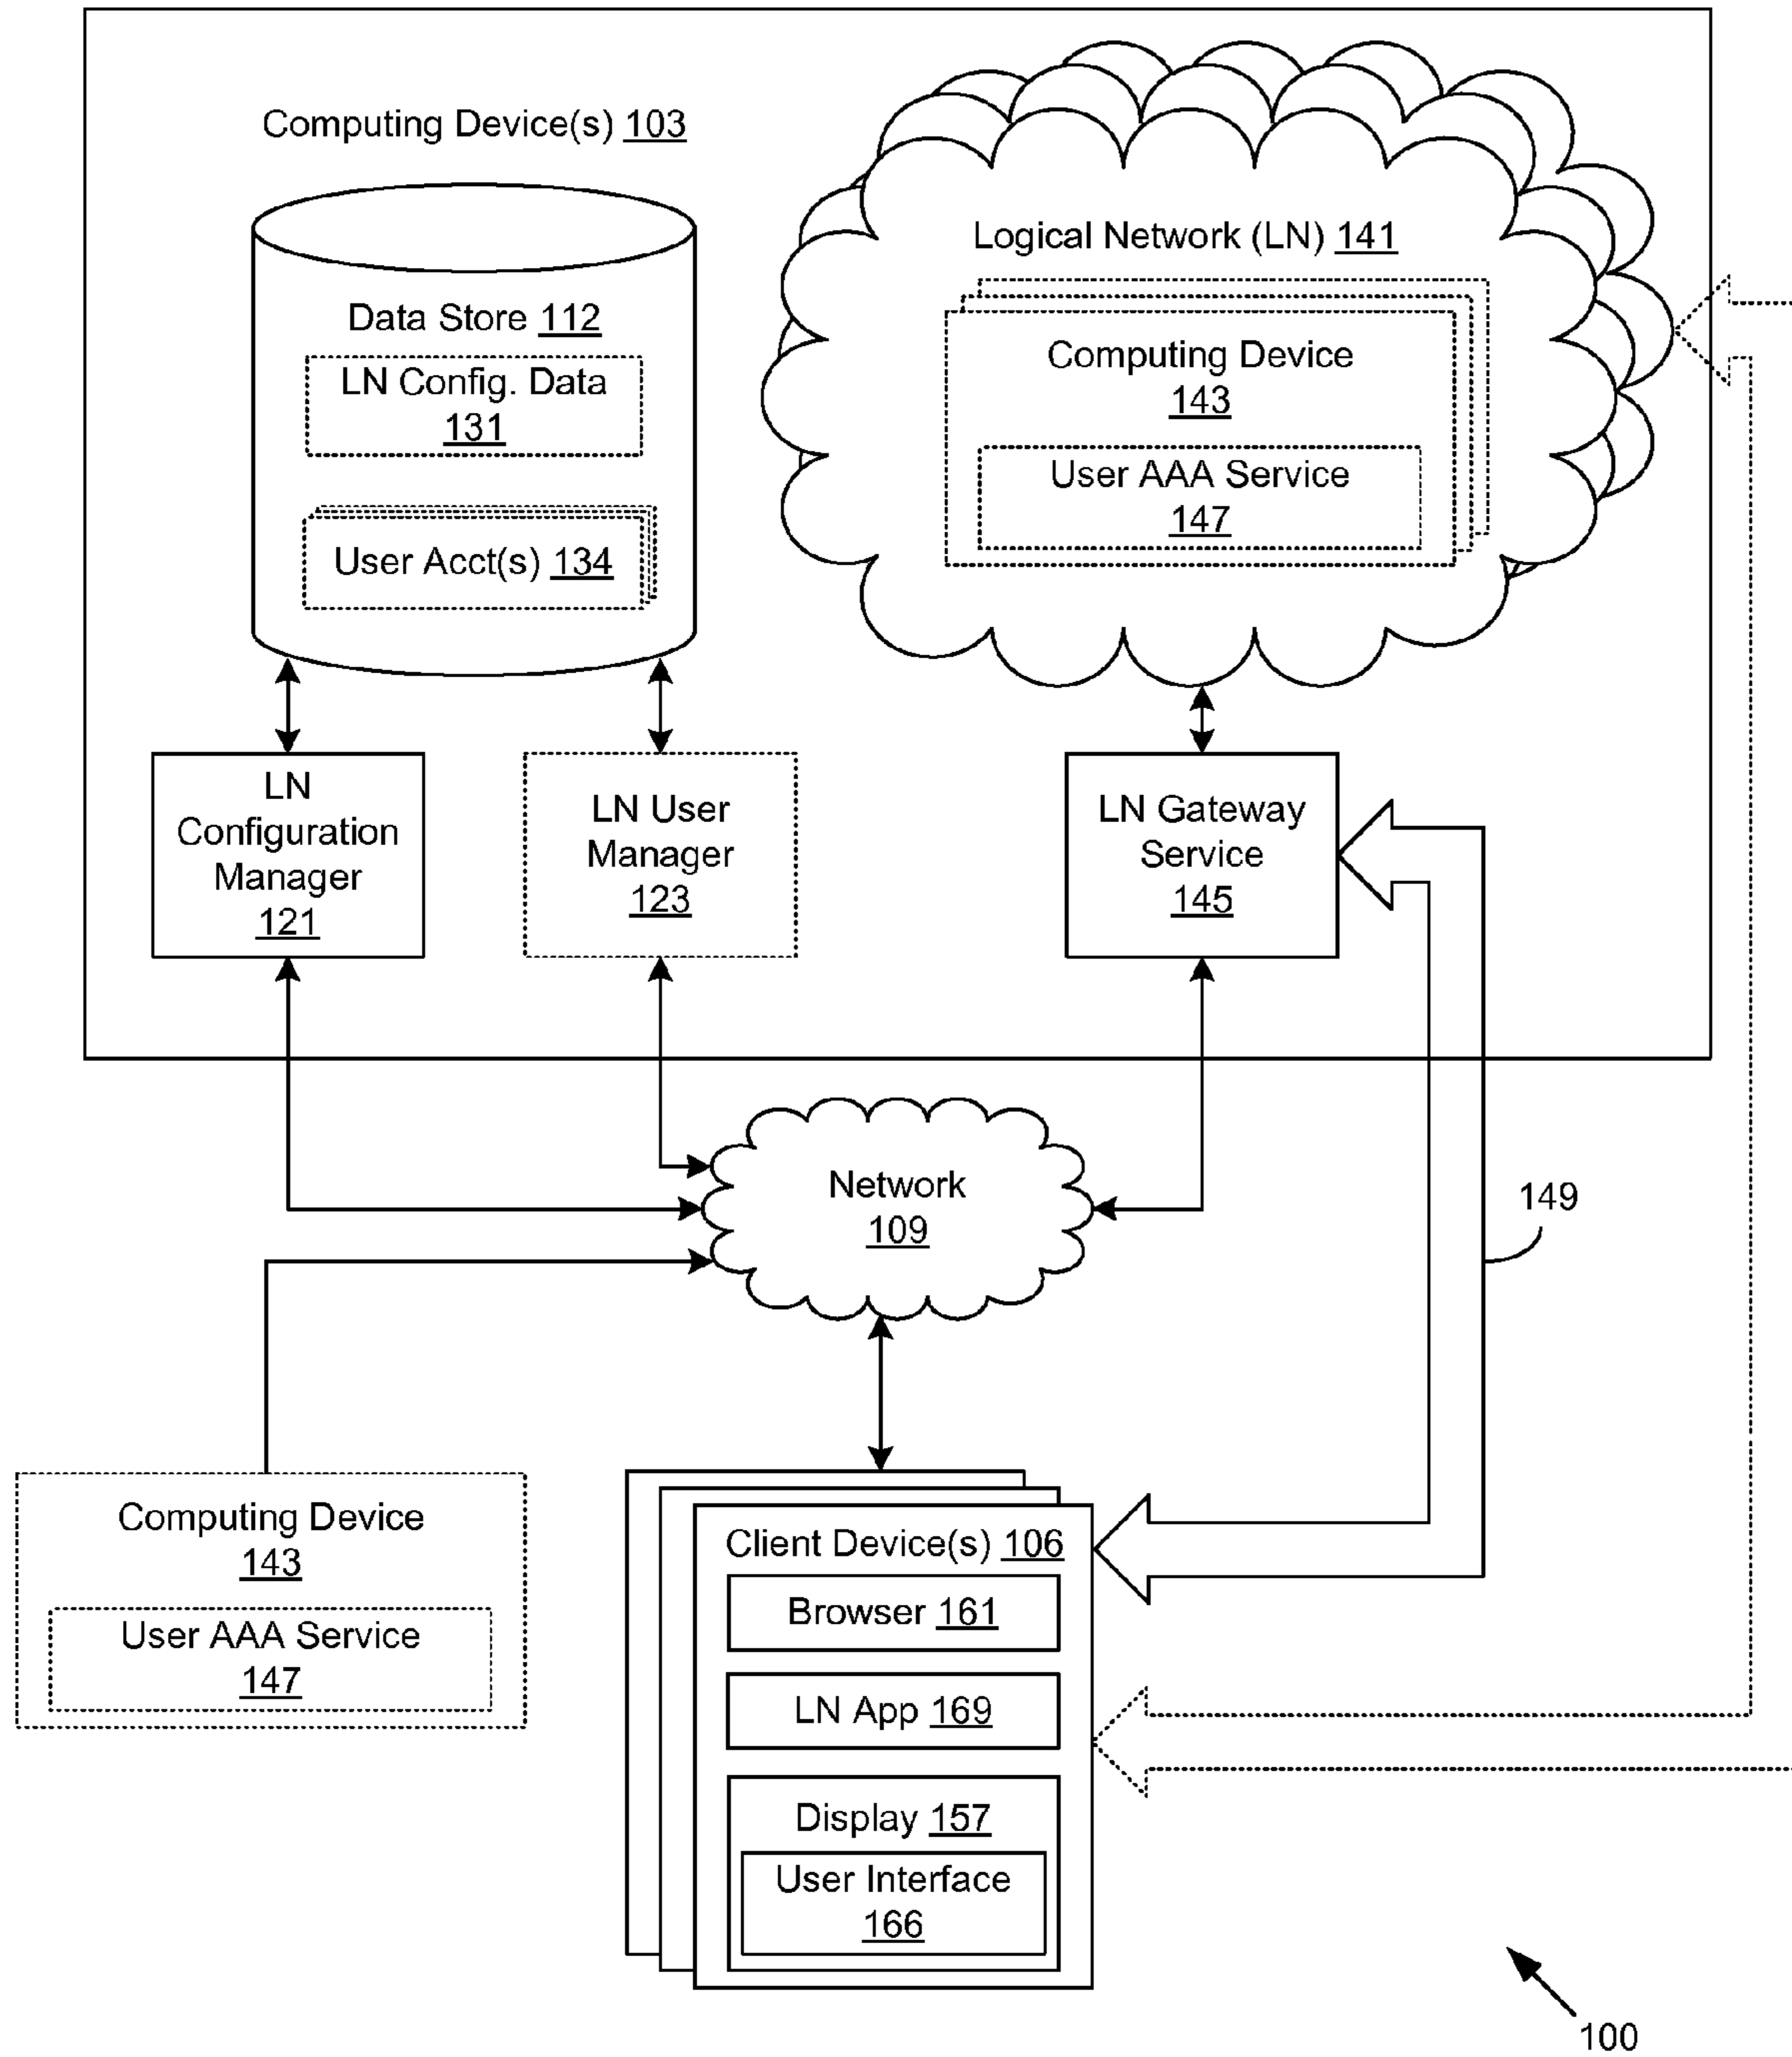 Computing Device(s) 103
Data Store 112
LN Config. Data
131
User Acct(s) 134
Logical Network (LN) 141
Computing Device
143
User AAA Service
147
LN
Configuration
Manager
121
LN User
Manager
123
LN Gateway
Service
145
Network
109
149
Computing Device
143
User AAA Service
147
Client Device(s) 106
Browser 161
LN App 169
Display 157
User Interface
166
100